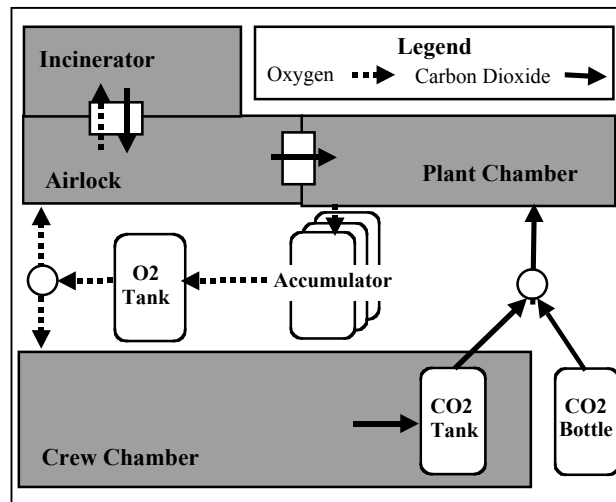 Incinerator
Legend
Oxygen
Carbon Dioxide
Airlock
Plant Chamber
O2
Tank
Accumulator
CO2
Tank
CO2
Bottle
Crew Chamber